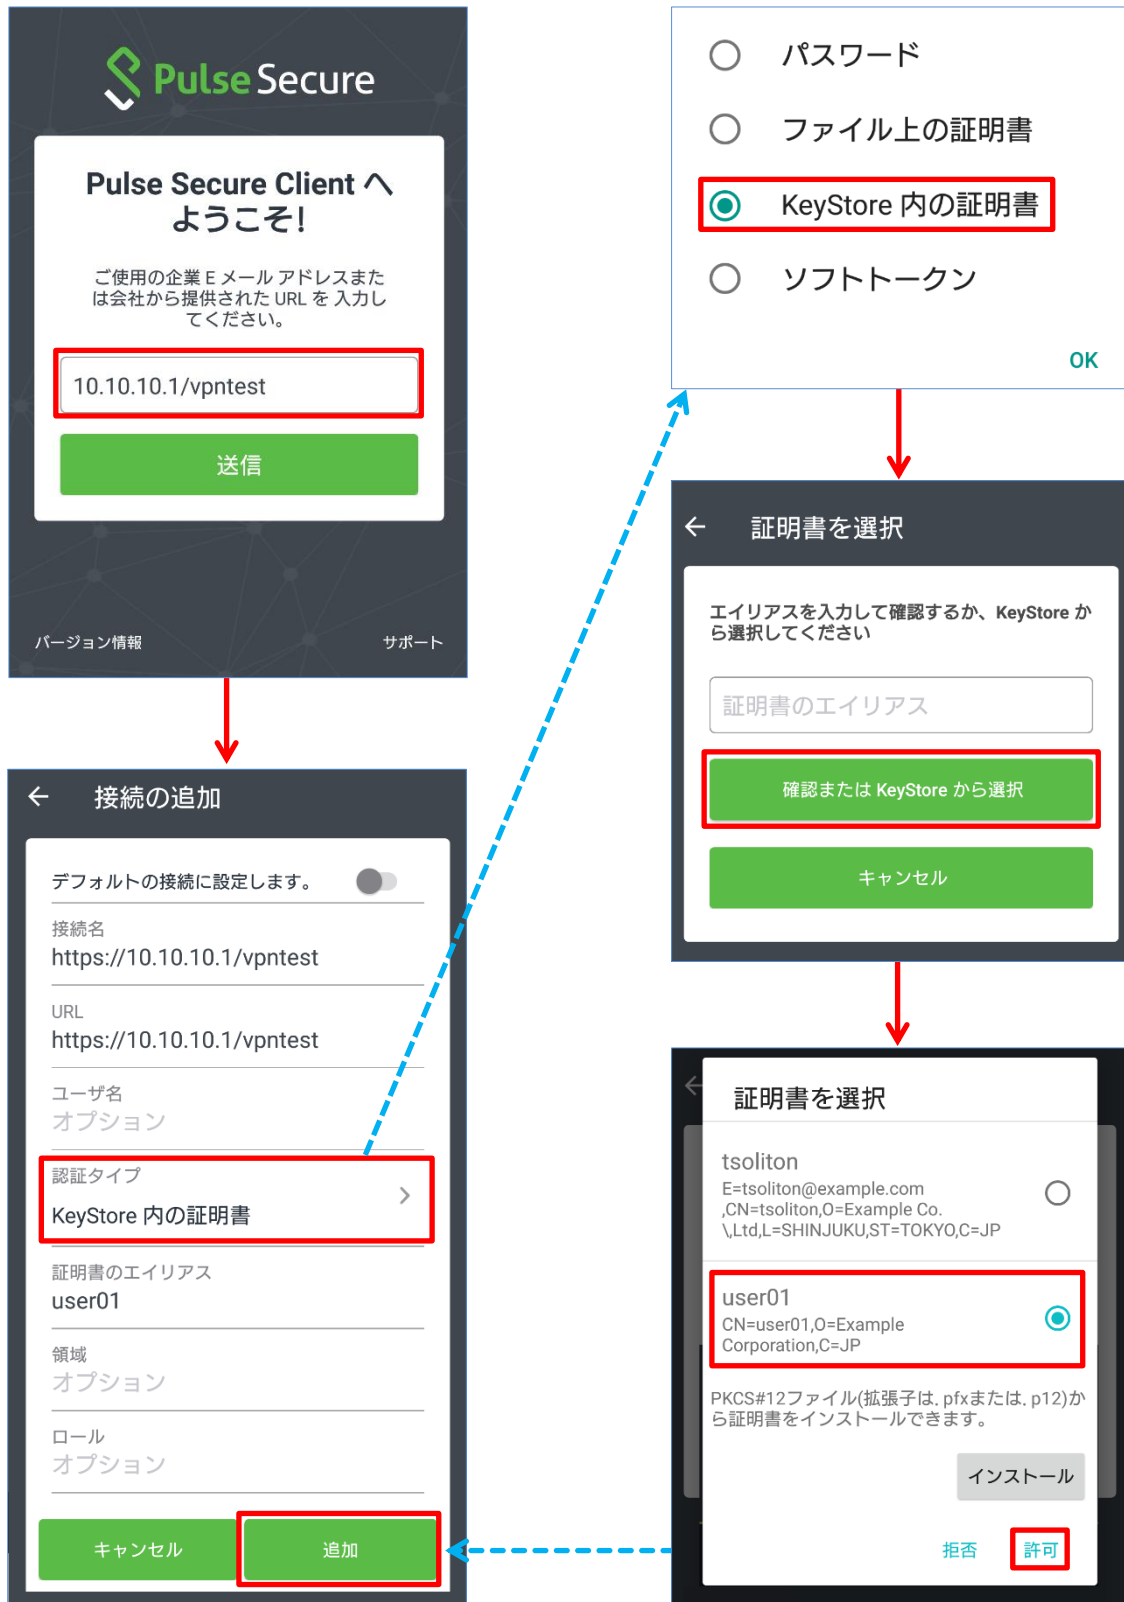 Pulse Secure
Pulse Secure Client へ
ようこそ!
ご使用の企業 E メール アドレスまた
は会社から提供された URL を 入力し
てください。
10.10.10.1/vpntest
送信
バージョン情報
サポート
接続の追加
デフォルトの接続に設定します。
接続名
https://10.10.10.1/vpntest
URL
https://10.10.10.1/vpntest
ユーザ名
オプション
認証タイプ
KeyStore 内の証明書
証明書のエイリアス
user01
領域
オプション
ロール
オプション
キャンセル
追加
パスワード
ファイル上の証明書
KeyStore 内の証明書
ソフトトークン
OK
証明書を選択
エイリアスを入力して確認するか、KeyStore か
ら選択してください
証明書のエイリアス
確認または KeyStore から選択
キャンセル
証明書を選択
tsoliton
E=tsoliton@example.com
,CN=tsoliton,O=Example Co.
\,Ltd,L=SHINJUKU,ST=TOKYO,C=JP
user01
CN=user01,O=Example
Corporation,C=JP
PKCS#12ファイル(拡張子は. pfxまたは. p12)か
ら証明書をインストールできます。
インストール
拒否
許可